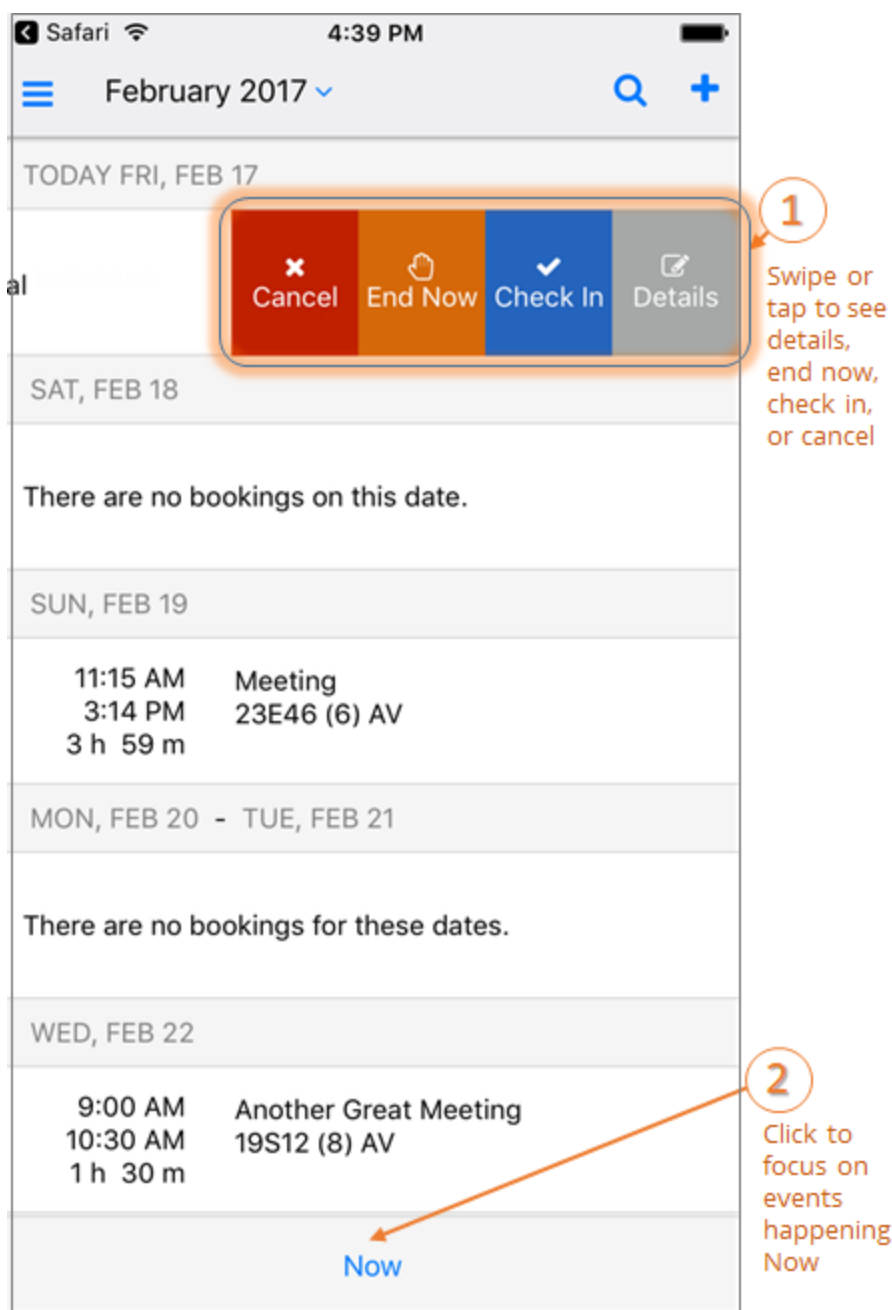 Safari 4:39 PM
February 2017
TODAY FRI, FEB 17
al
Cancel End Now Check In Details
1
Swipe or
tap to see
details,
end now,
check in,
or cancel
SAT, FEB 18
There are no bookings on this date.
SUN, FEB 19
11:15 AM Meeting
3:14 PM 23E46 (6) AV
3 h 59 m
MON, FEB 20 - TUE, FEB 21
There are no bookings for these dates.
WED, FEB 22
9:00 AM Another Great Meeting
10:30 AM 19S12 (8) AV
1 h 30 m
2
Click to
focus on
events
happening
Now
Now